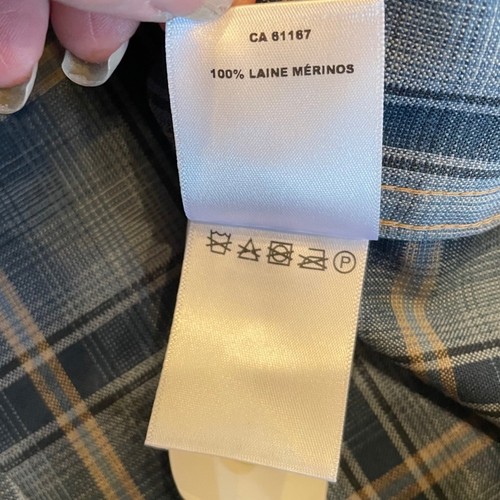 CA 61167
100% LAINE MÉRINOS
P